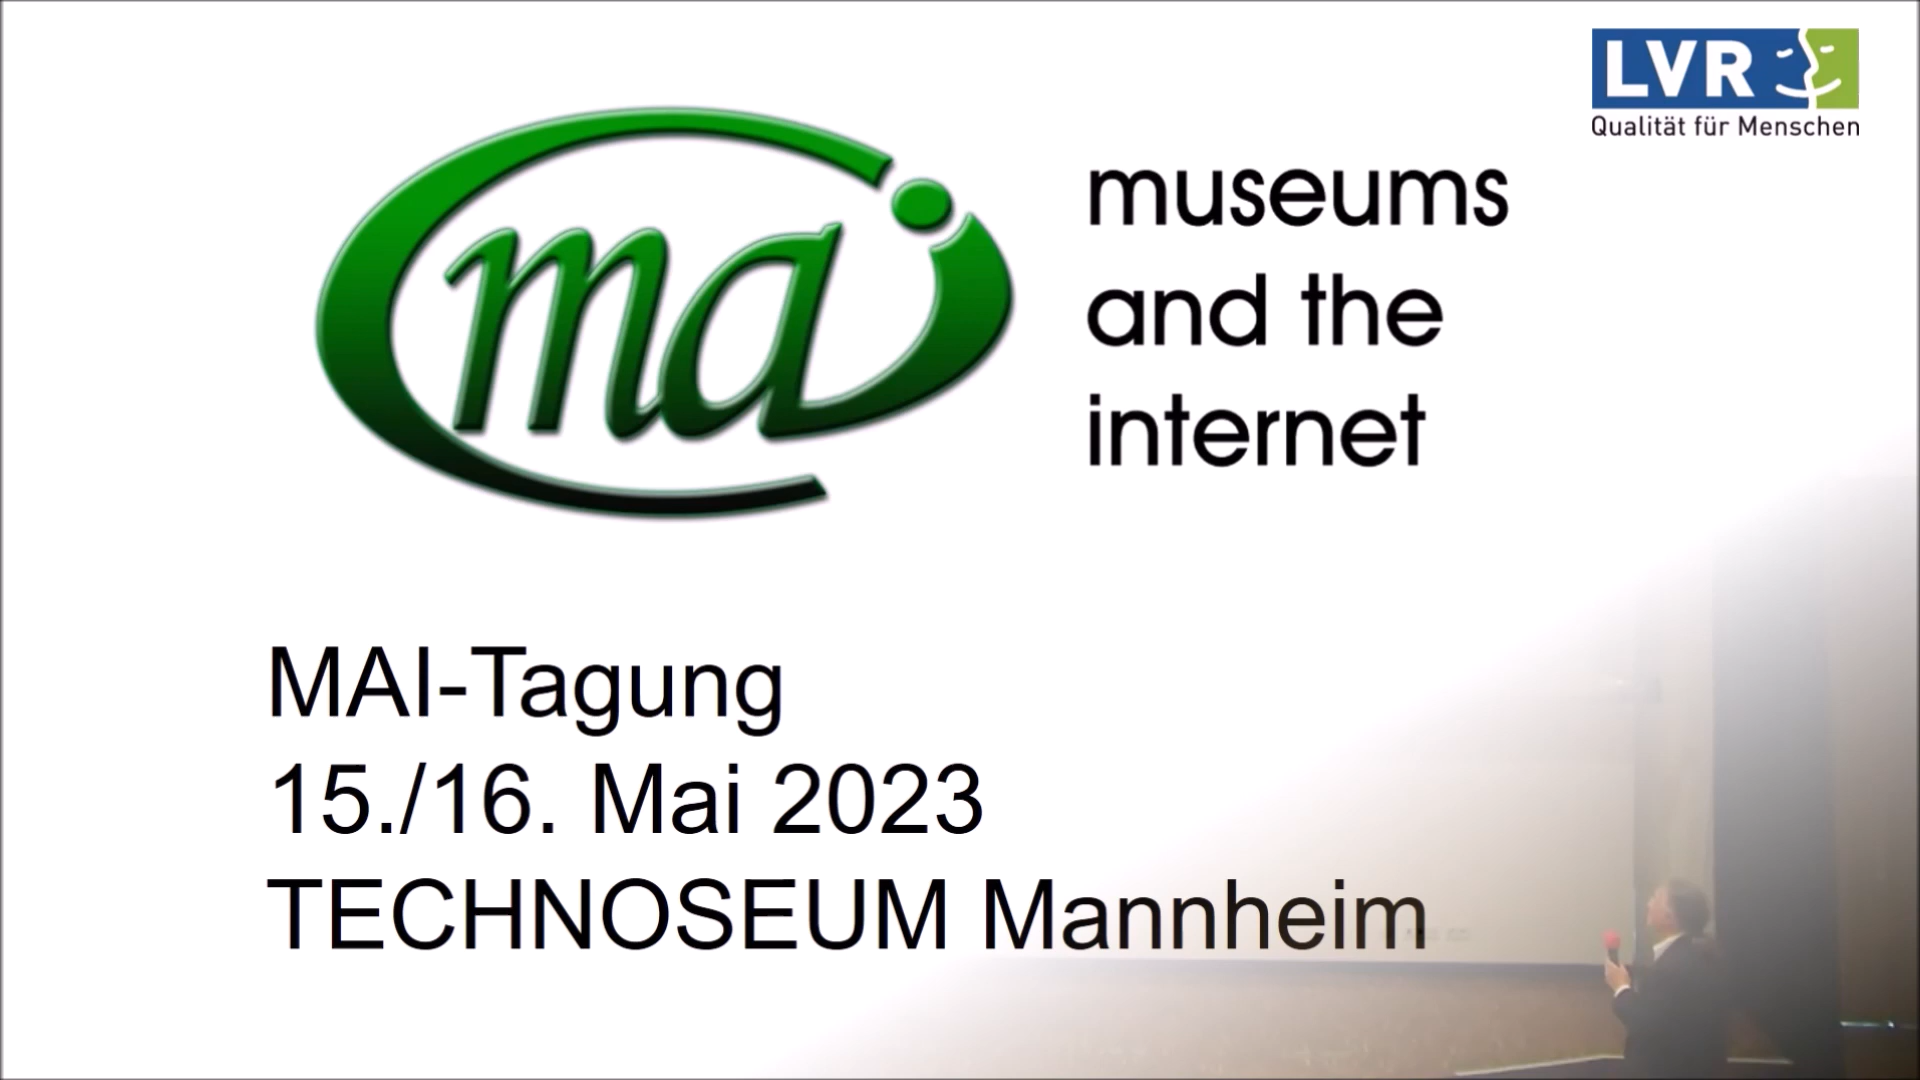 LVR
Qualität für Menschen
mai
museums
and the
internet
MAI-Tagung
15./16. Mai 2023
TECHNOSEUM Mannheim